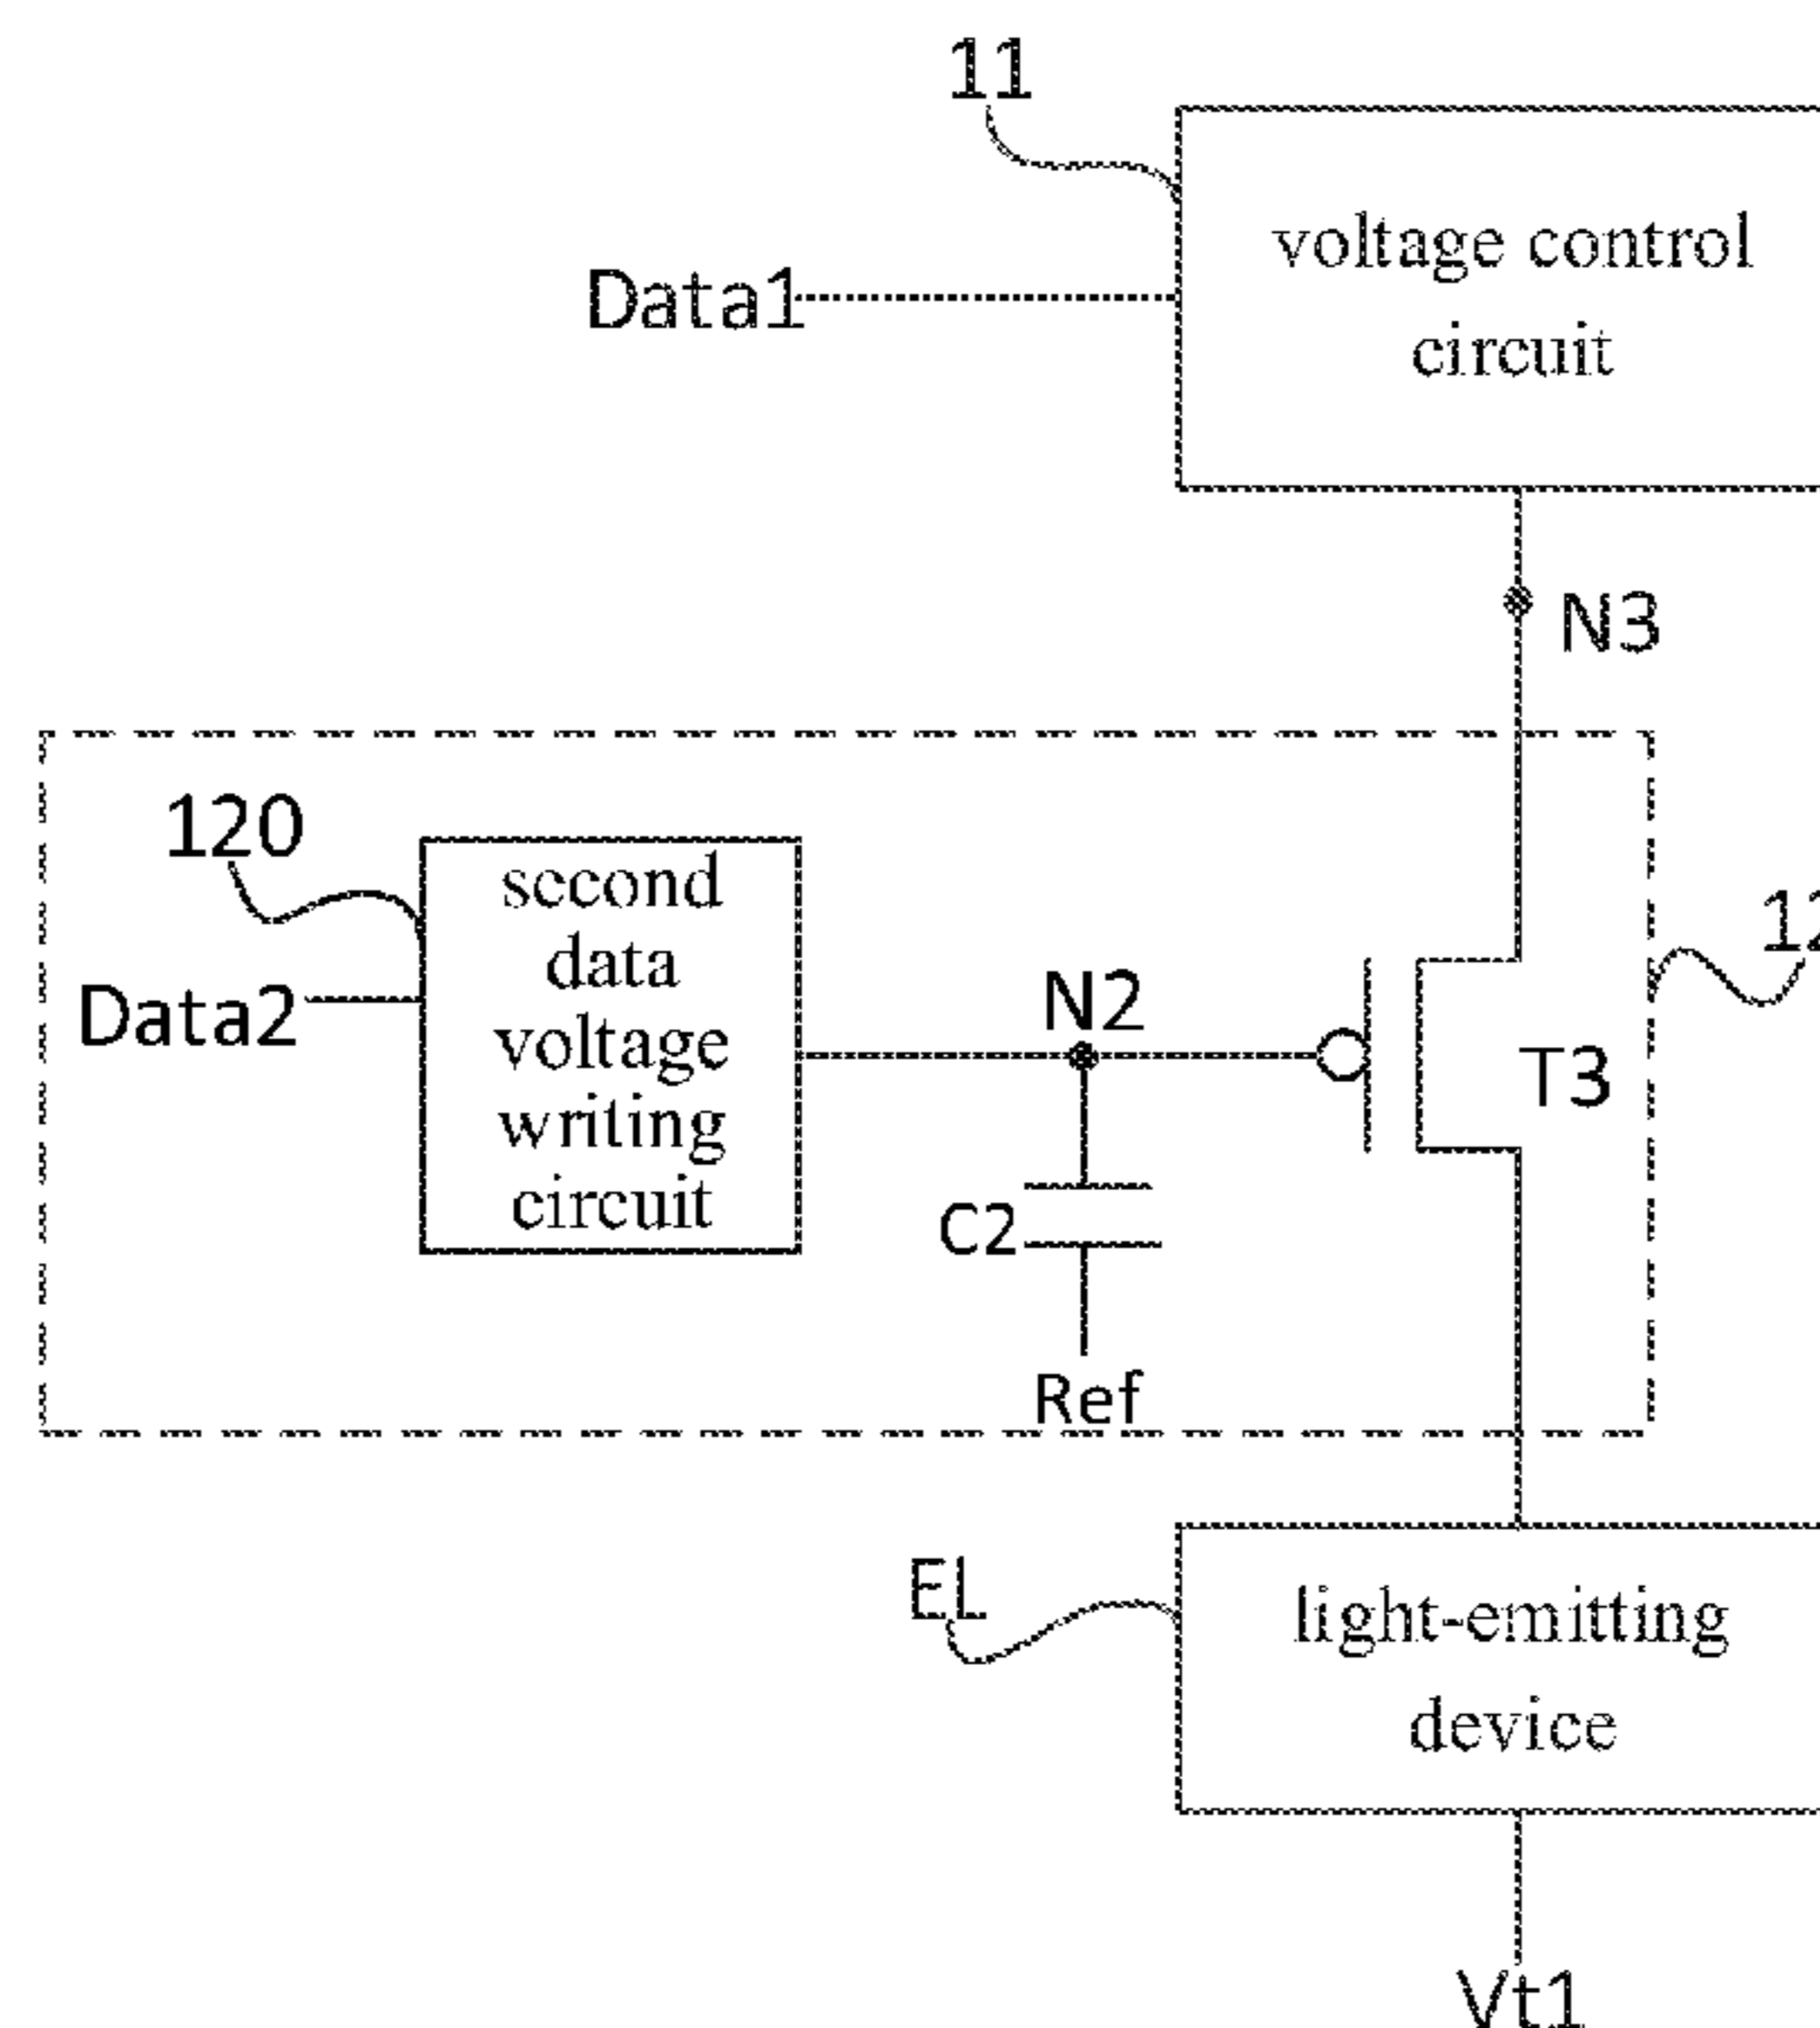 11
voltage control
circuit
Data1
N3
120
second
data
voltage
writing
circuit
Data2
N2
T3
12
C2
Ref
EL
light-emitting
device
Vt1